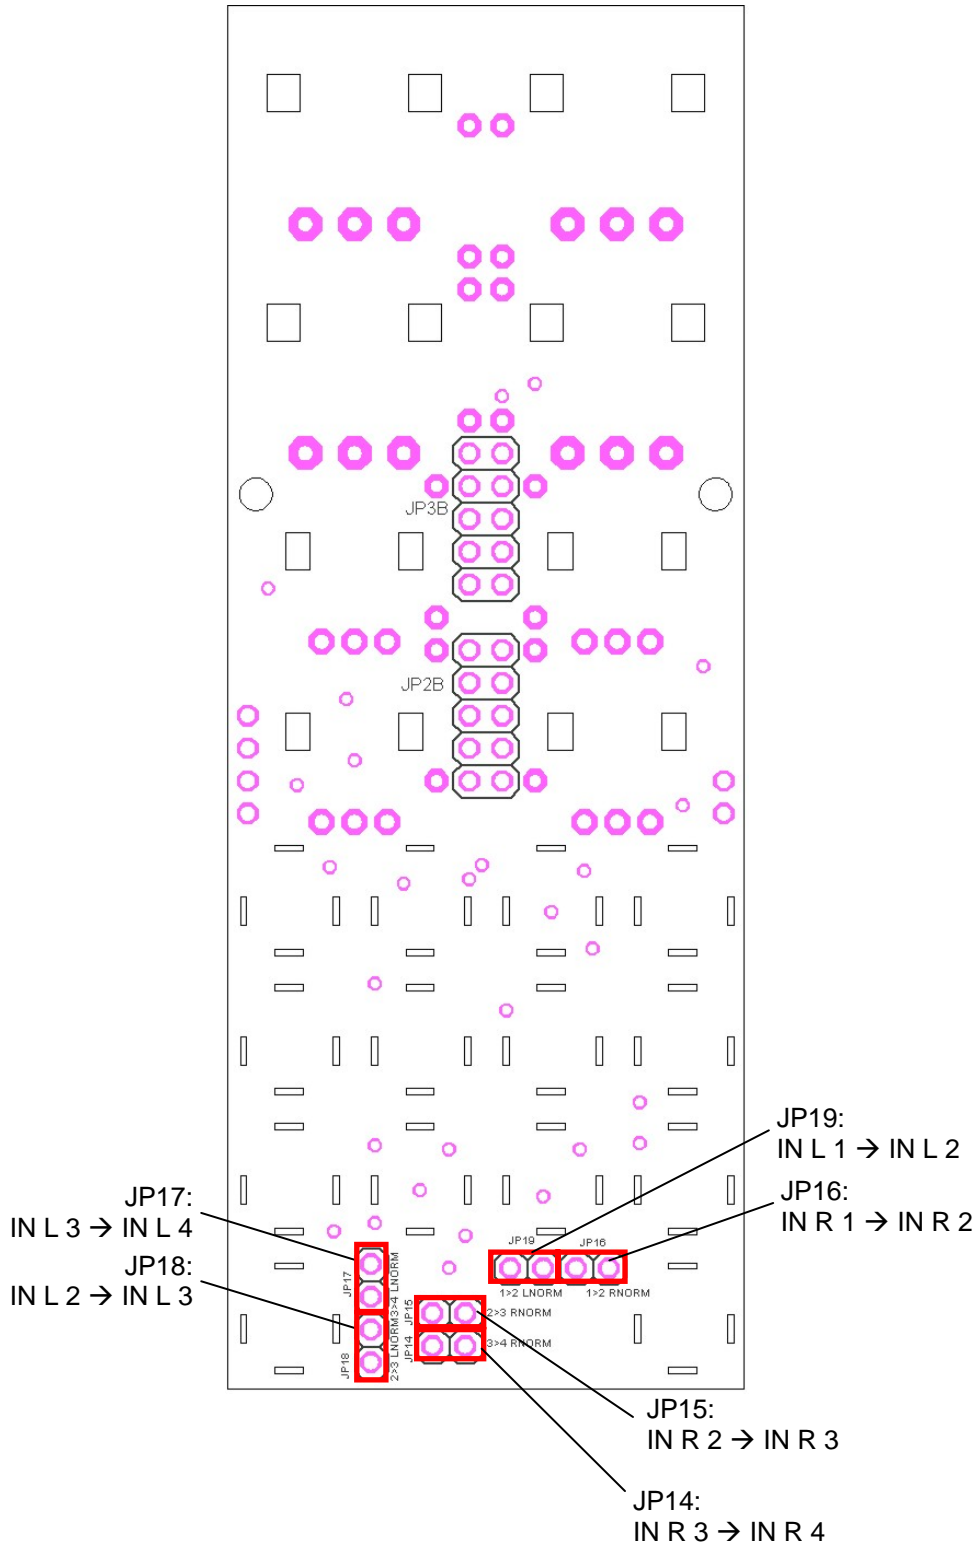 JP3B
JP2B
JP19:
IN L 1 → IN L 2
JP17:
IN L 3 → IN L 4
JP16:
IN R 1 → IN R 2
JP18:
IN L 2 → IN L 3
JP19
JP16
1>2 LNORM
1>2 RNORM
JP17
3>4 LNORM
JP18
2>3 LNORM
JP15
2>3 RNORM
JP14
3>4 RNORM
JP15:
IN R 2 → IN R 3
JP14:
IN R 3 → IN R 4